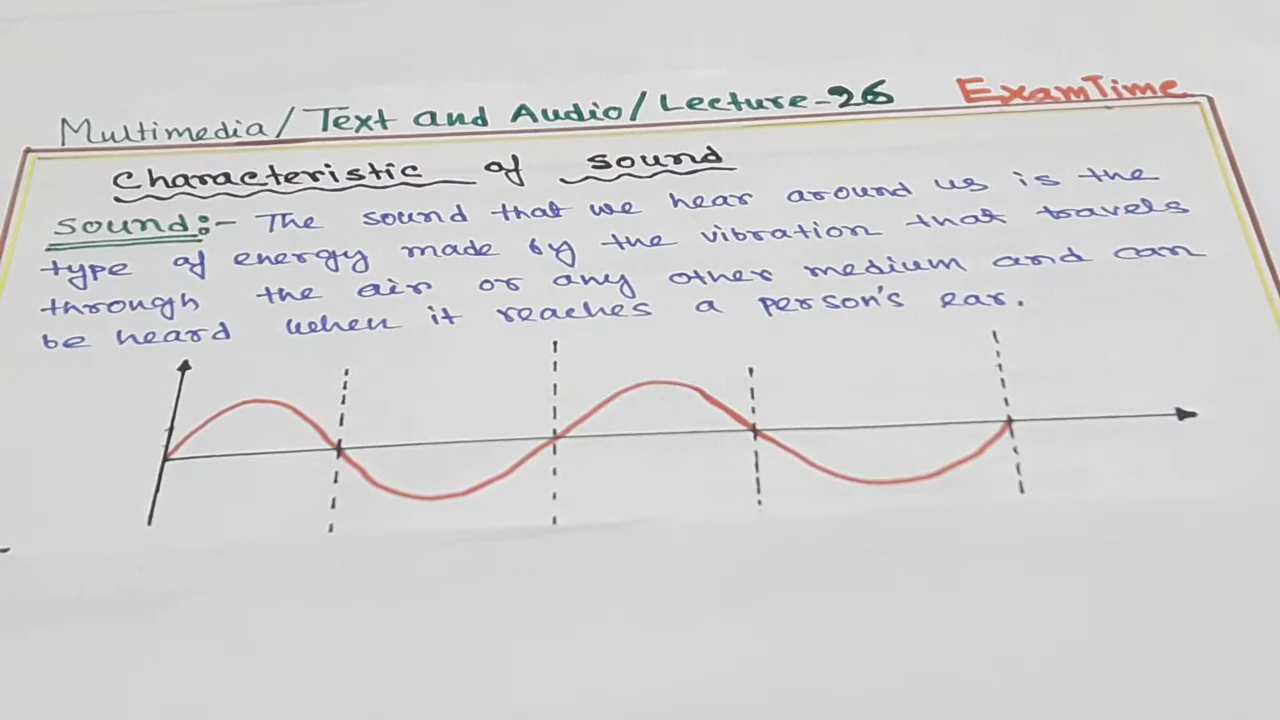 Multimedia/Text and Audio/Lecture-26 ExamTime
Characteristic of sound
Sound:- The sound that we hear around us is the
type of energy made by the vibration that travels
through the air or any other medium and can
be heard when it reaches a person's ear.